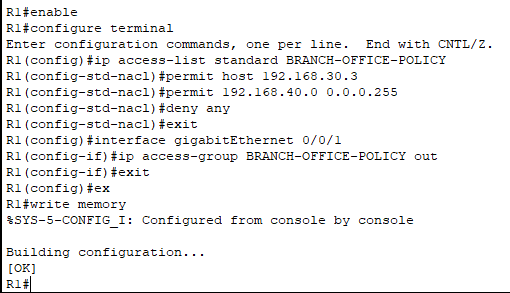 R1#enable
R1#configure terminal
Enter configuration commands, one per line.  End with CNTL/Z.
R1(config)#ip access-list standard BRANCH-OFFICE-POLICY
R1(config-std-nacl)#permit host 192.168.30.3
R1(config-std-nacl)#permit 192.168.40.0 0.0.0.255
R1(config-std-nacl)#deny any
R1(config-std-nacl)#exit
R1(config)#interface gigabitEthernet 0/0/1
R1(config-if)#ip access-group BRANCH-OFFICE-POLICY out
R1(config-if)#exit
R1(config)#ex
R1#write memory
%SYS-5-CONFIG_I: Configured from console by console
Building configuration...
[OK]
R1#